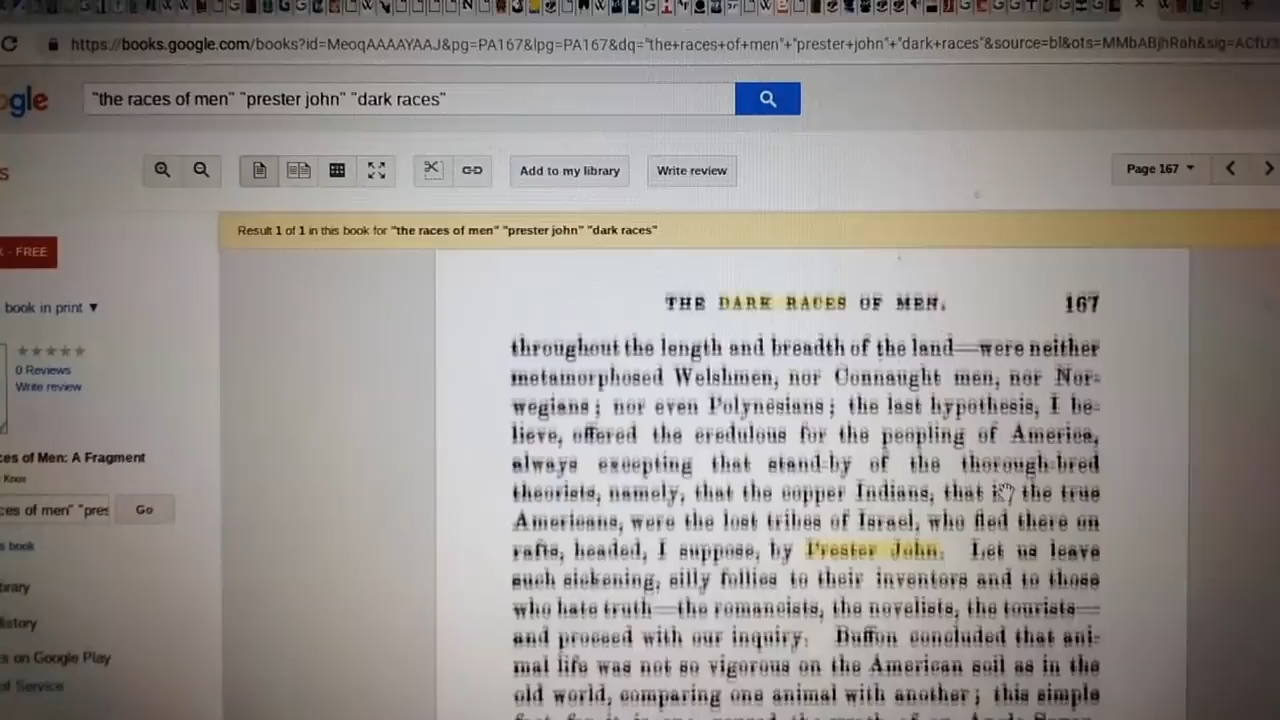 https://books.google.com/books?id=MeoqAAAAYAAJ&pg=PA167&lpg=PA167&dq="the+races+of+men"+"prester+john"+"dark+races"&source=bl&ots=MMbABjhRah&sig=ACfU3
ogle
"the races of men" "prester john" "dark races"
Add to my library
Write review
Page 167
Result 1 of 1 in this book for "the races of men" "prester john" "dark races"
- FREE
book in print ▼
0 Reviews
Write review
ces of Men: A Fragment
Knox
ces of men" "pres
Go
s book
brary
History
s on Google Play
of Service
THE DARK RACES OF MEN. 167
throughout the length and breadth of the land—were neither
metamorphosed Welshmen, nor Connaught men, nor Nor-
wegians; nor even Polynesians; the last hypothesis, I be-
lieve, offered the credulous for the peopling of America,
always excepting that stand-by of the thorough-bred
theorists, namely, that the copper Indians, that is the true
Americans, were the lost tribes of Israel, who fled there on
rafts, headed, I suppose, by Prester John. Let us leave
such sickening, silly follies to their inventors and to those
who hate truth—the romancists, the novelists, the tourists—
and proceed with our inquiry. Buffon concluded that ani-
mal life was not so vigorous on the American soil as in the
old world, comparing one animal with another; this simple